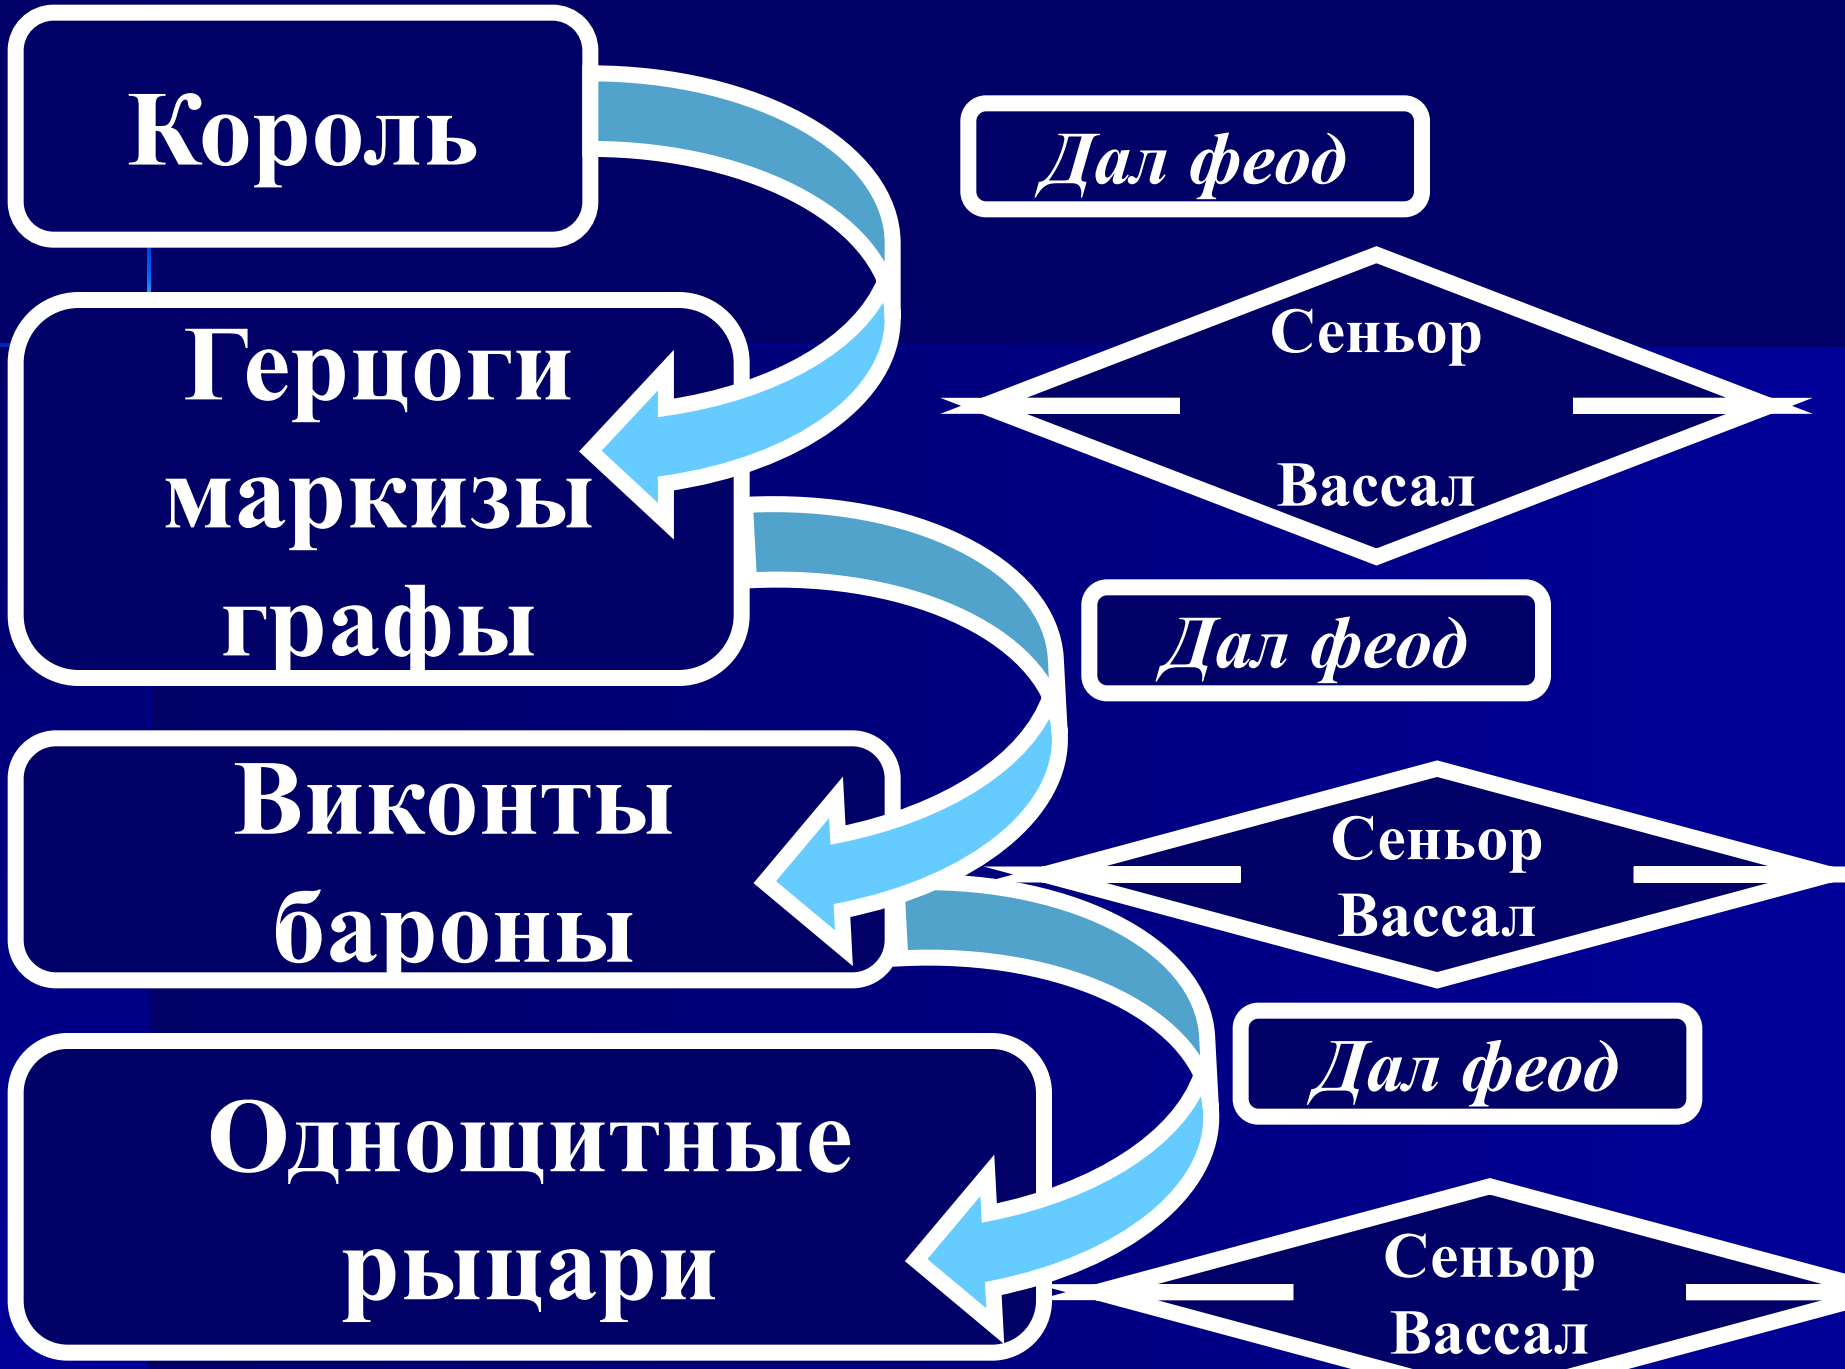 Король
Дал феод
Сеньор
Вассал
Герцоги
маркизы
графы
Дал феод
Сеньор
Вассал
Виконты
бароны
Дал феод
Сеньор
Вассал
Однощитные
рыцари